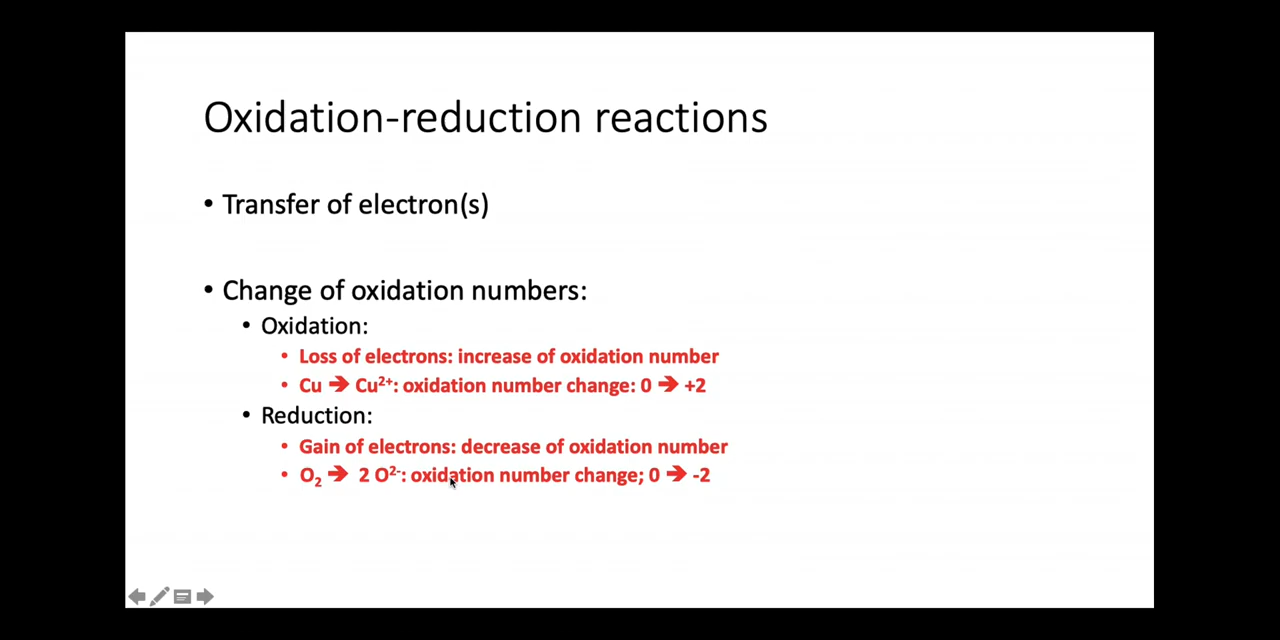 Oxidation-reduction reactions
• Transfer of electron(s)
• Change of oxidation numbers:
• Oxidation:
• Loss of electrons: increase of oxidation number
• Cu ➔ Cu²⁺: oxidation number change: 0 ➔ +2
• Reduction:
• Gain of electrons: decrease of oxidation number
• O₂ ➔ 2 O²⁻: oxidation number change; 0 ➔ -2